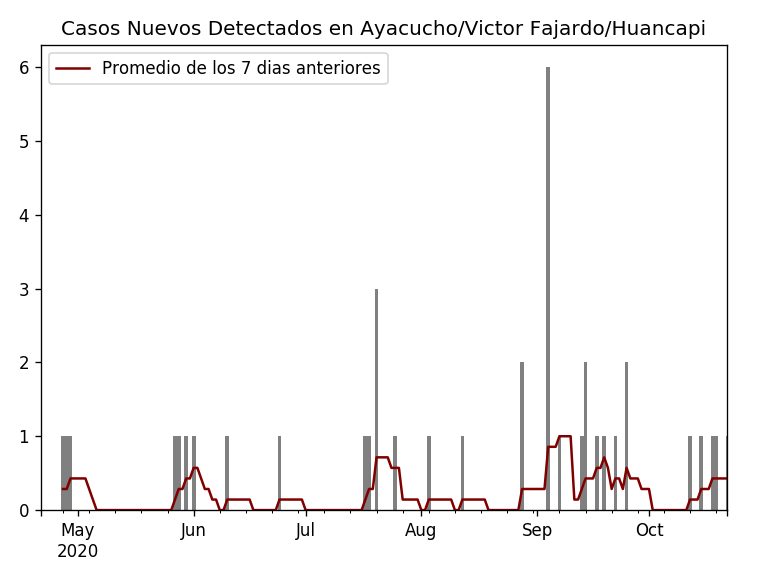 Casos Nuevos Detectados en Ayacucho/Victor Fajardo/Huancapi
Promedio de los 7 dias anteriores
6
5
4
3
2
1
0
May Jun Jul Aug Sep Oct
2020